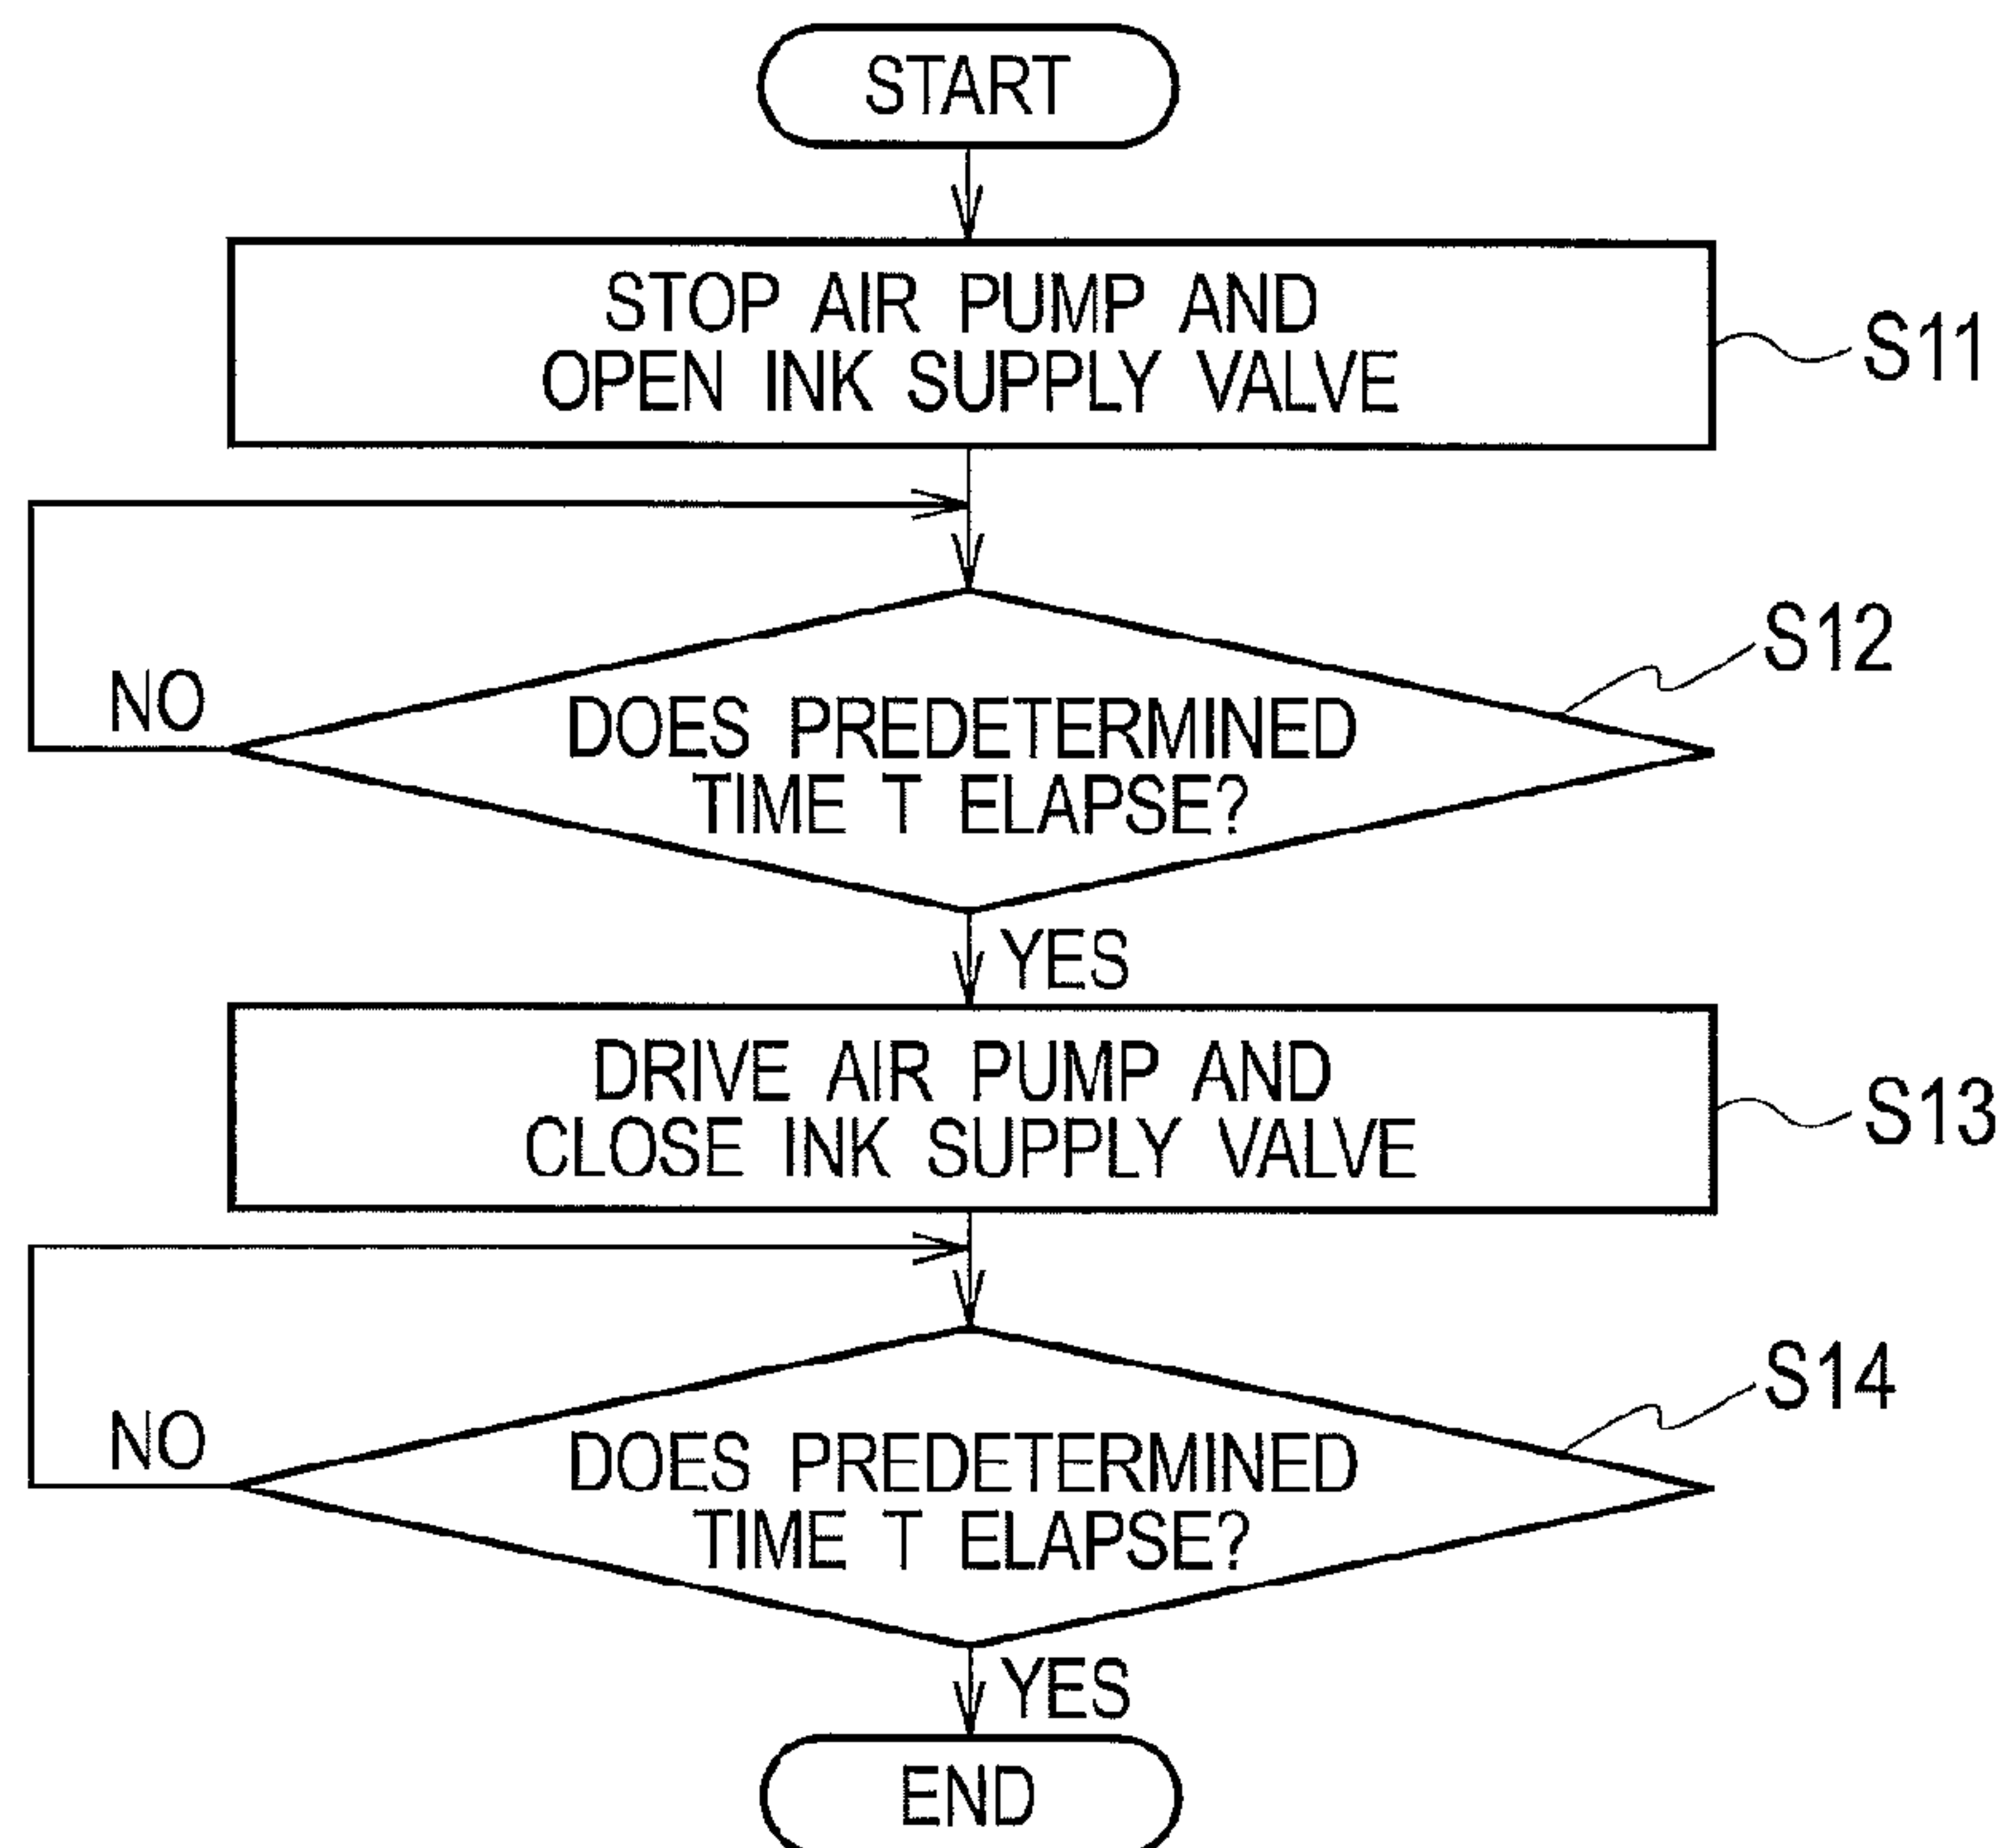 START
STOP AIR PUMP AND
OPEN INK SUPPLY VALVE
S11
S12
NO
DOES PREDETERMINED
TIME T ELAPSE?
YES
DRIVE AIR PUMP AND
CLOSE INK SUPPLY VALVE
S13
S14
NO
DOES PREDETERMINED
TIME T ELAPSE?
YES
END